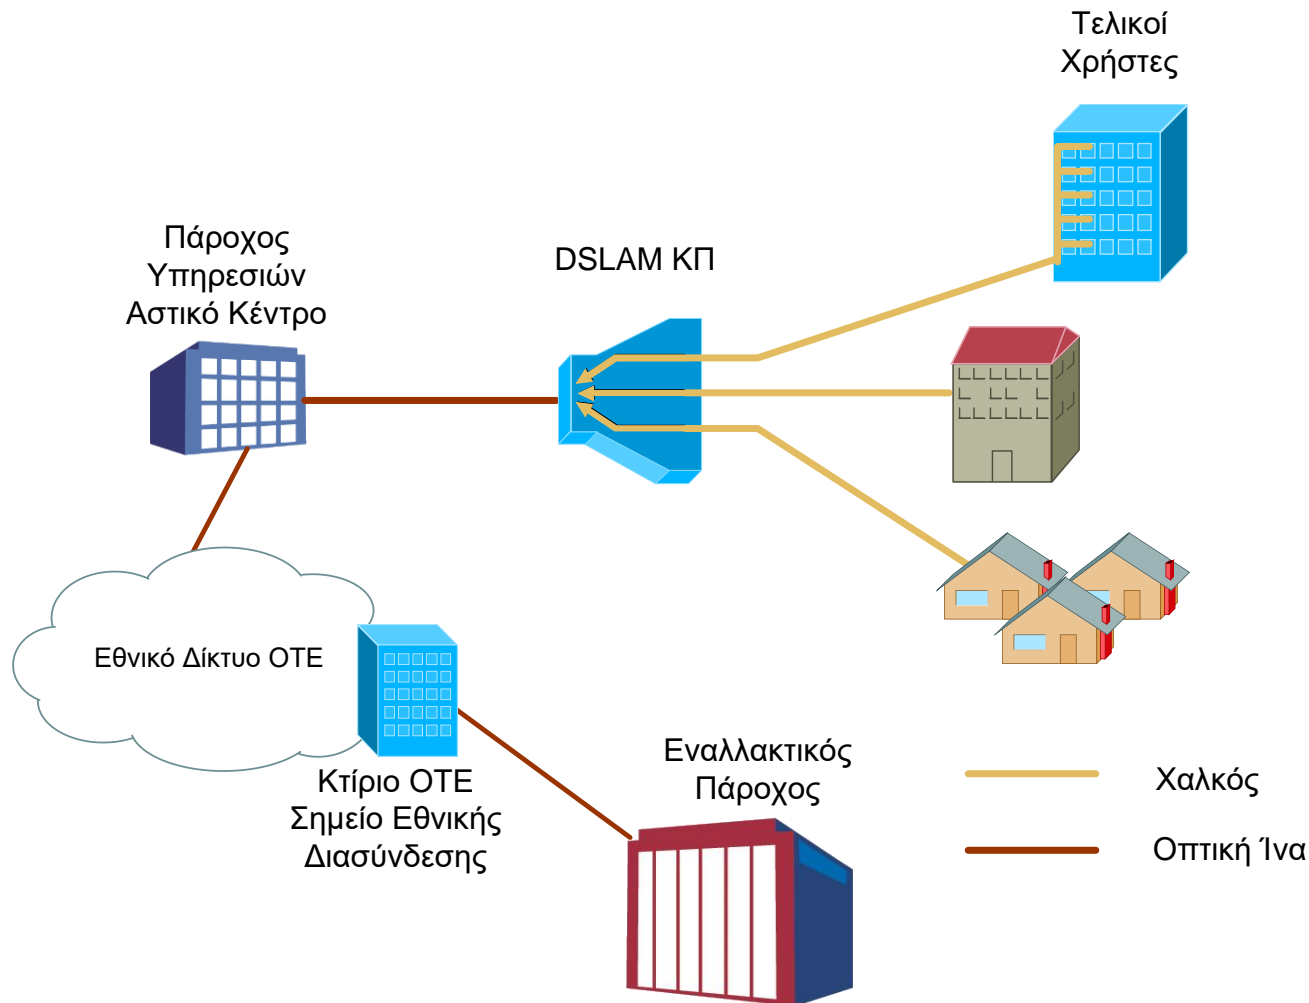 Τελικοί
Χρήστες
Πάροχος
Υπηρεσιών
Αστικό Κέντρο
DSLAM ΚΠ
Εθνικό Δίκτυο ΟΤΕ
Κτίριο ΟΤΕ
Σημείο Εθνικής
Διασύνδεσης
Εναλλακτικός
Πάροχος
Χαλκός
Οπτική Ίνα